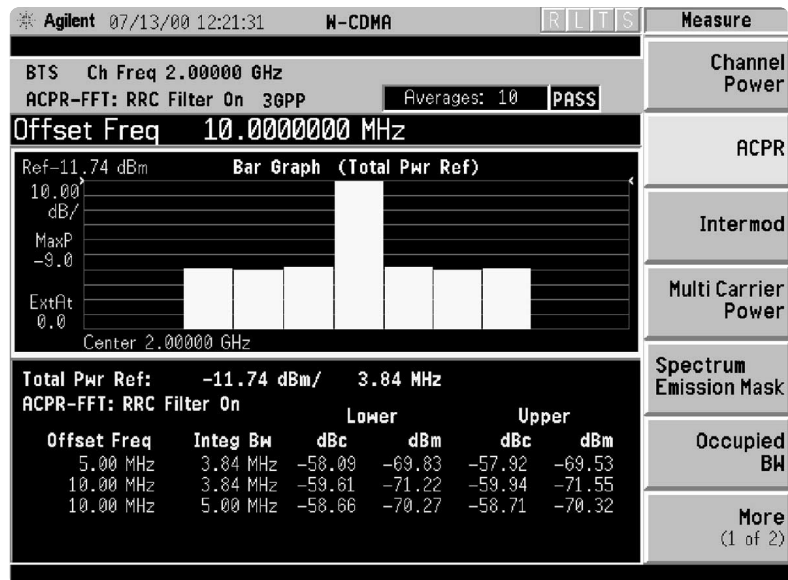 Agilent 07/13/00 12:21:31 W-CDMA R L T S Measure
BTS Ch Freq 2.00000 GHz
ACPR-FFT: RRC Filter On 3GPP Averages: 10 PASS
Offset Freq 10.0000000 MHz
Ref-11.74 dBm Bar Graph (Total Pwr Ref)
10.00
dB/
MaxP
-9.0
ExtAt
0.0
Center 2.00000 GHz
Total Pwr Ref: -11.74 dBm/ 3.84 MHz
ACPR-FFT: RRC Filter On
Lower Upper
Offset Freq Integ Bw dBc dBm dBc dBm
5.00 MHz 3.84 MHz -58.09 -69.83 -57.92 -69.53
10.00 MHz 3.84 MHz -59.61 -71.22 -59.94 -71.55
10.00 MHz 5.00 MHz -58.66 -70.27 -58.71 -70.32
Channel
Power
ACPR
Intermod
Multi Carrier
Power
Spectrum
Emission Mask
Occupied
BW
More
(1 of 2)